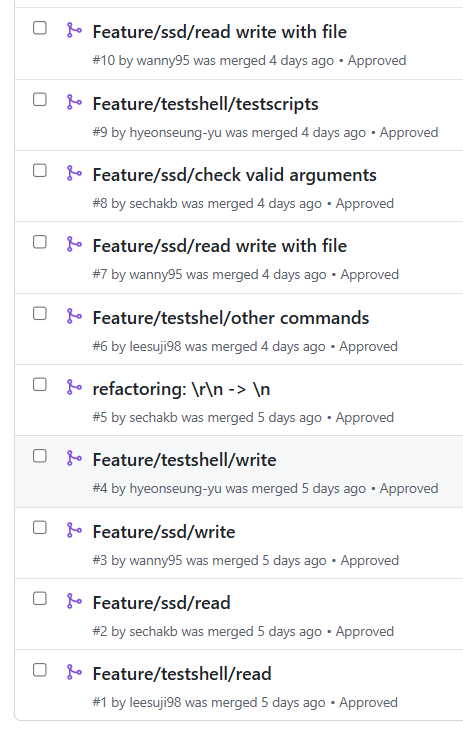 Feature/ssd/read write with file
#10 by wanny95 was merged 4 days ago • Approved
Feature/testshell/testscripts
#9 by hyeonseung-yu was merged 4 days ago • Approved
Feature/ssd/check valid arguments
#8 by sechakb was merged 4 days ago • Approved
Feature/ssd/read write with file
#7 by wanny95 was merged 4 days ago • Approved
Feature/testshel/other commands
#6 by leesuji98 was merged 4 days ago • Approved
refactoring: \r\n -> \n
#5 by sechakb was merged 5 days ago • Approved
Feature/testshell/write
#4 by hyeonseung-yu was merged 5 days ago • Approved
Feature/ssd/write
#3 by wanny95 was merged 5 days ago • Approved
Feature/ssd/read
#2 by sechakb was merged 5 days ago • Approved
Feature/testshell/read
#1 by leesuji98 was merged 5 days ago • Approved